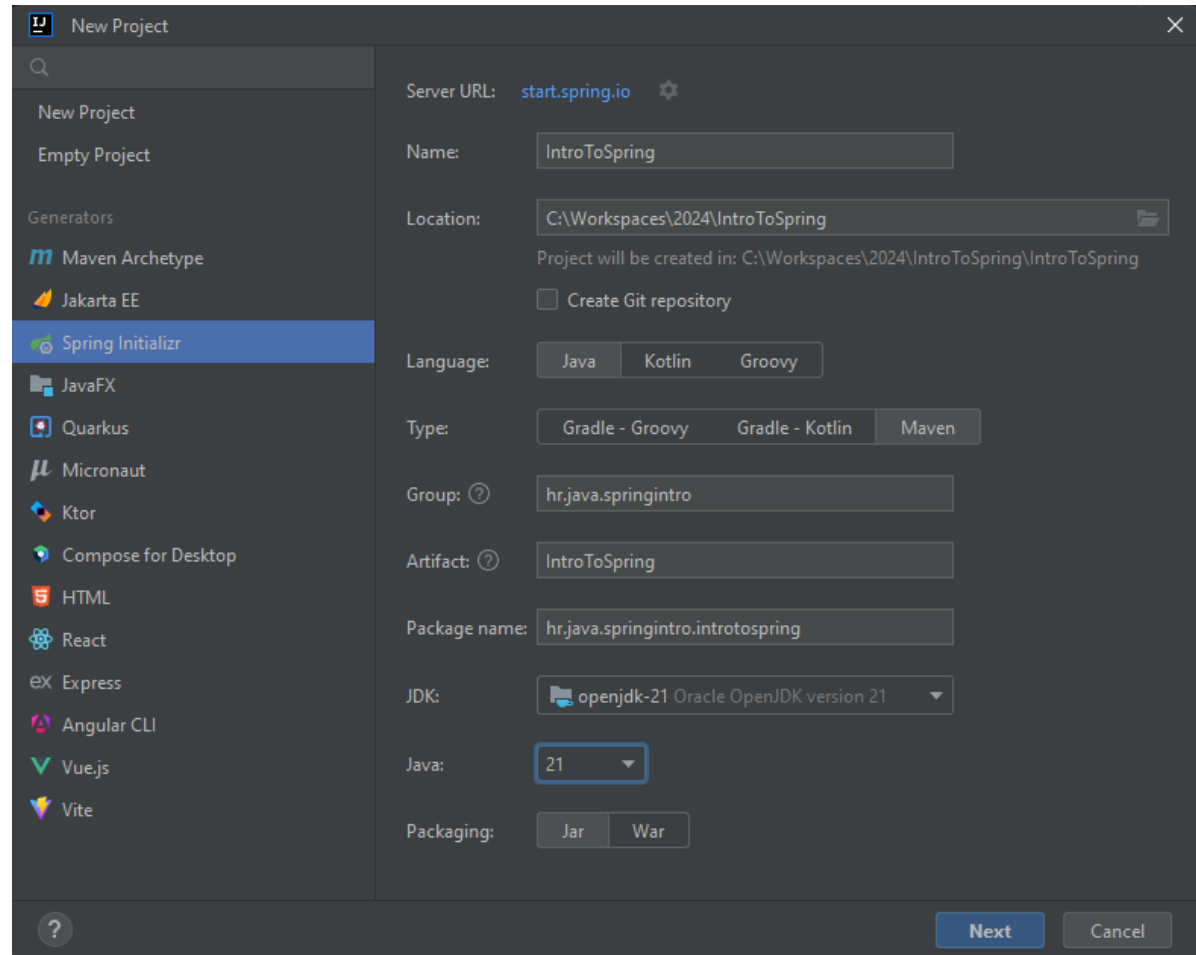 New Project
New Project
Empty Project
Generators
Maven Archetype
Jakarta EE
Spring Initializr
JavaFX
Quarkus
Micronaut
Ktor
Compose for Desktop
HTML
React
Express
Angular CLI
Vue.js
Vite
Server URL: start.spring.io
Name: IntroToSpring
Location: C:\Workspaces\2024\IntroToSpring
Project will be created in: C:\Workspaces\2024\IntroToSpring\IntroToSpring
Create Git repository
Language: Java Kotlin Groovy
Type: Gradle - Groovy Gradle - Kotlin Maven
Group: ? hr.java.springintro
Artifact: ? IntroToSpring
Package name: hr.java.springintro.introtospring
JDK: openjdk-21 Oracle OpenJDK version 21
Java: 21
Packaging: Jar War
? Next Cancel